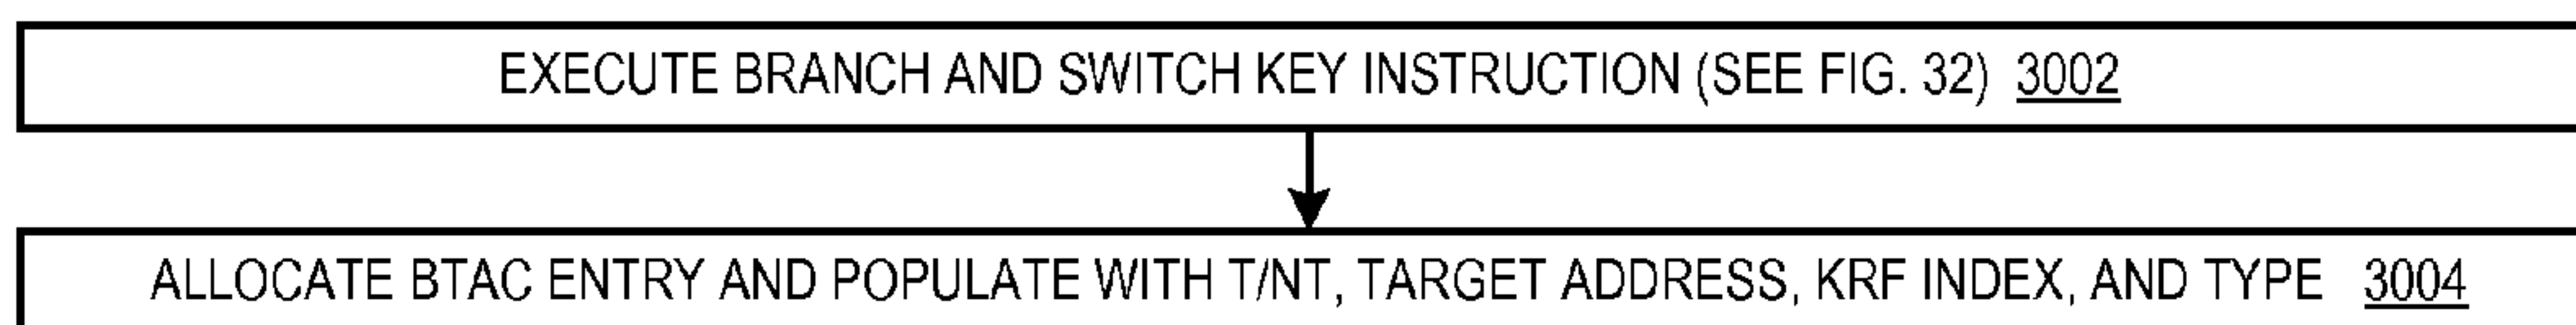 EXECUTE BRANCH AND SWITCH KEY INSTRUCTION (SEE FIG. 32) 3002
ALLOCATE BTAC ENTRY AND POPULATE WITH T/NT, TARGET ADDRESS, KRF INDEX, AND TYPE 3004